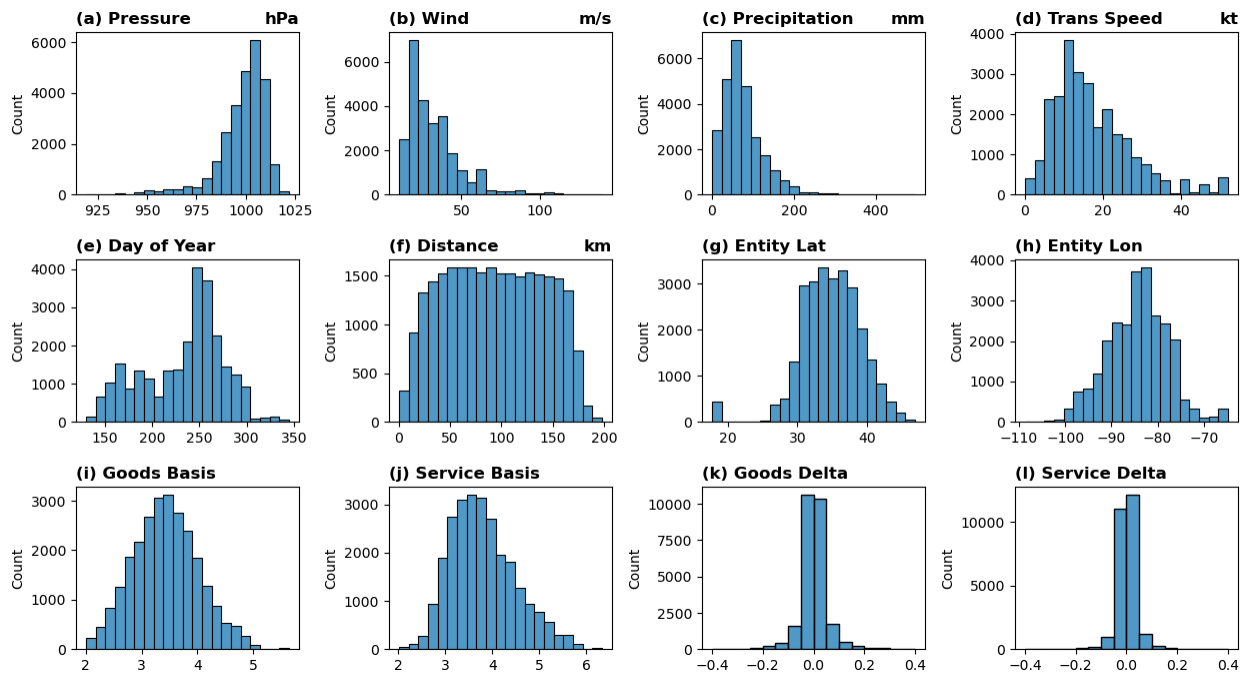 (a) Pressure hPa
Count
6000
4000
2000
0
925 950 975 1000 1025
(b) Wind m/s
Count
6000
4000
2000
0
50 100
(c) Precipitation mm
Count
6000
4000
2000
0
0 200 400
(d) Trans Speed kt
Count
4000
3000
2000
1000
0
0 20 40
(e) Day of Year
Count
4000
3000
2000
1000
0
150 200 250 300 350
(f) Distance km
Count
1500
1000
500
0
0 50 100 150 200
(g) Entity Lat
Count
3000
2000
1000
0
20 30 40
(h) Entity Lon
Count
4000
3000
2000
1000
0
−110 −100 −90 −80 −70
(i) Goods Basis
Count
3000
2000
1000
0
2 3 4 5
(j) Service Basis
Count
3000
2000
1000
0
2 3 4 5 6
(k) Goods Delta
Count
10000
7500
5000
2500
0
−0.4 −0.2 0.0 0.2 0.4
(l) Service Delta
Count
10000
5000
0
−0.4 −0.2 0.0 0.2 0.4